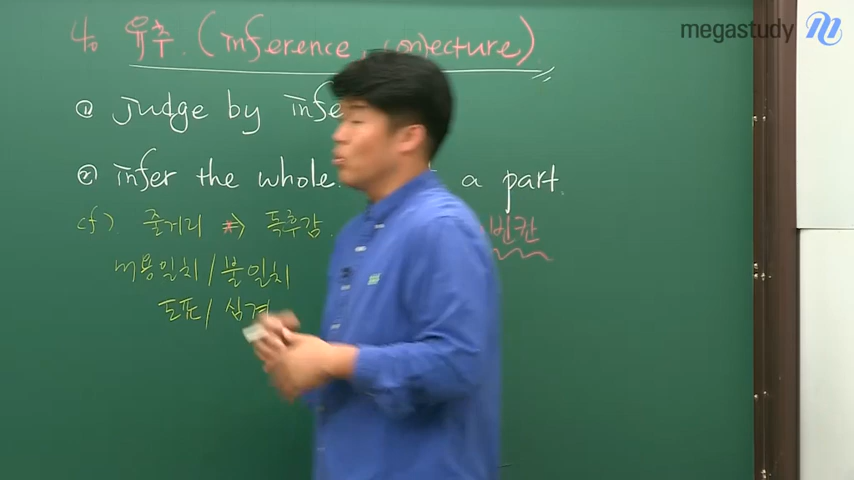 megastudy
4. 유추. (inference, conjecture)
① judge by infe
② infer the whole. a part.
cf) 줄거리 ⇒ 독후감. 빈칸
내용일치/불일치
도표/ 심경